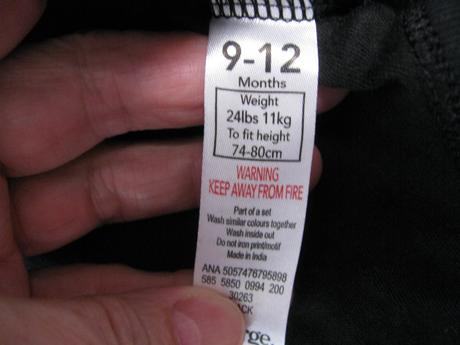 9-12
Months
Weight
24lbs 11kg
To fit height
74-80cm
WARNING
KEEP AWAY FROM FIRE
Part of a set
Wash similar colours together
Wash inside out
Do not iron print/motif
Made in India
ANA 5057476795898
585 5850 0994 200
30263